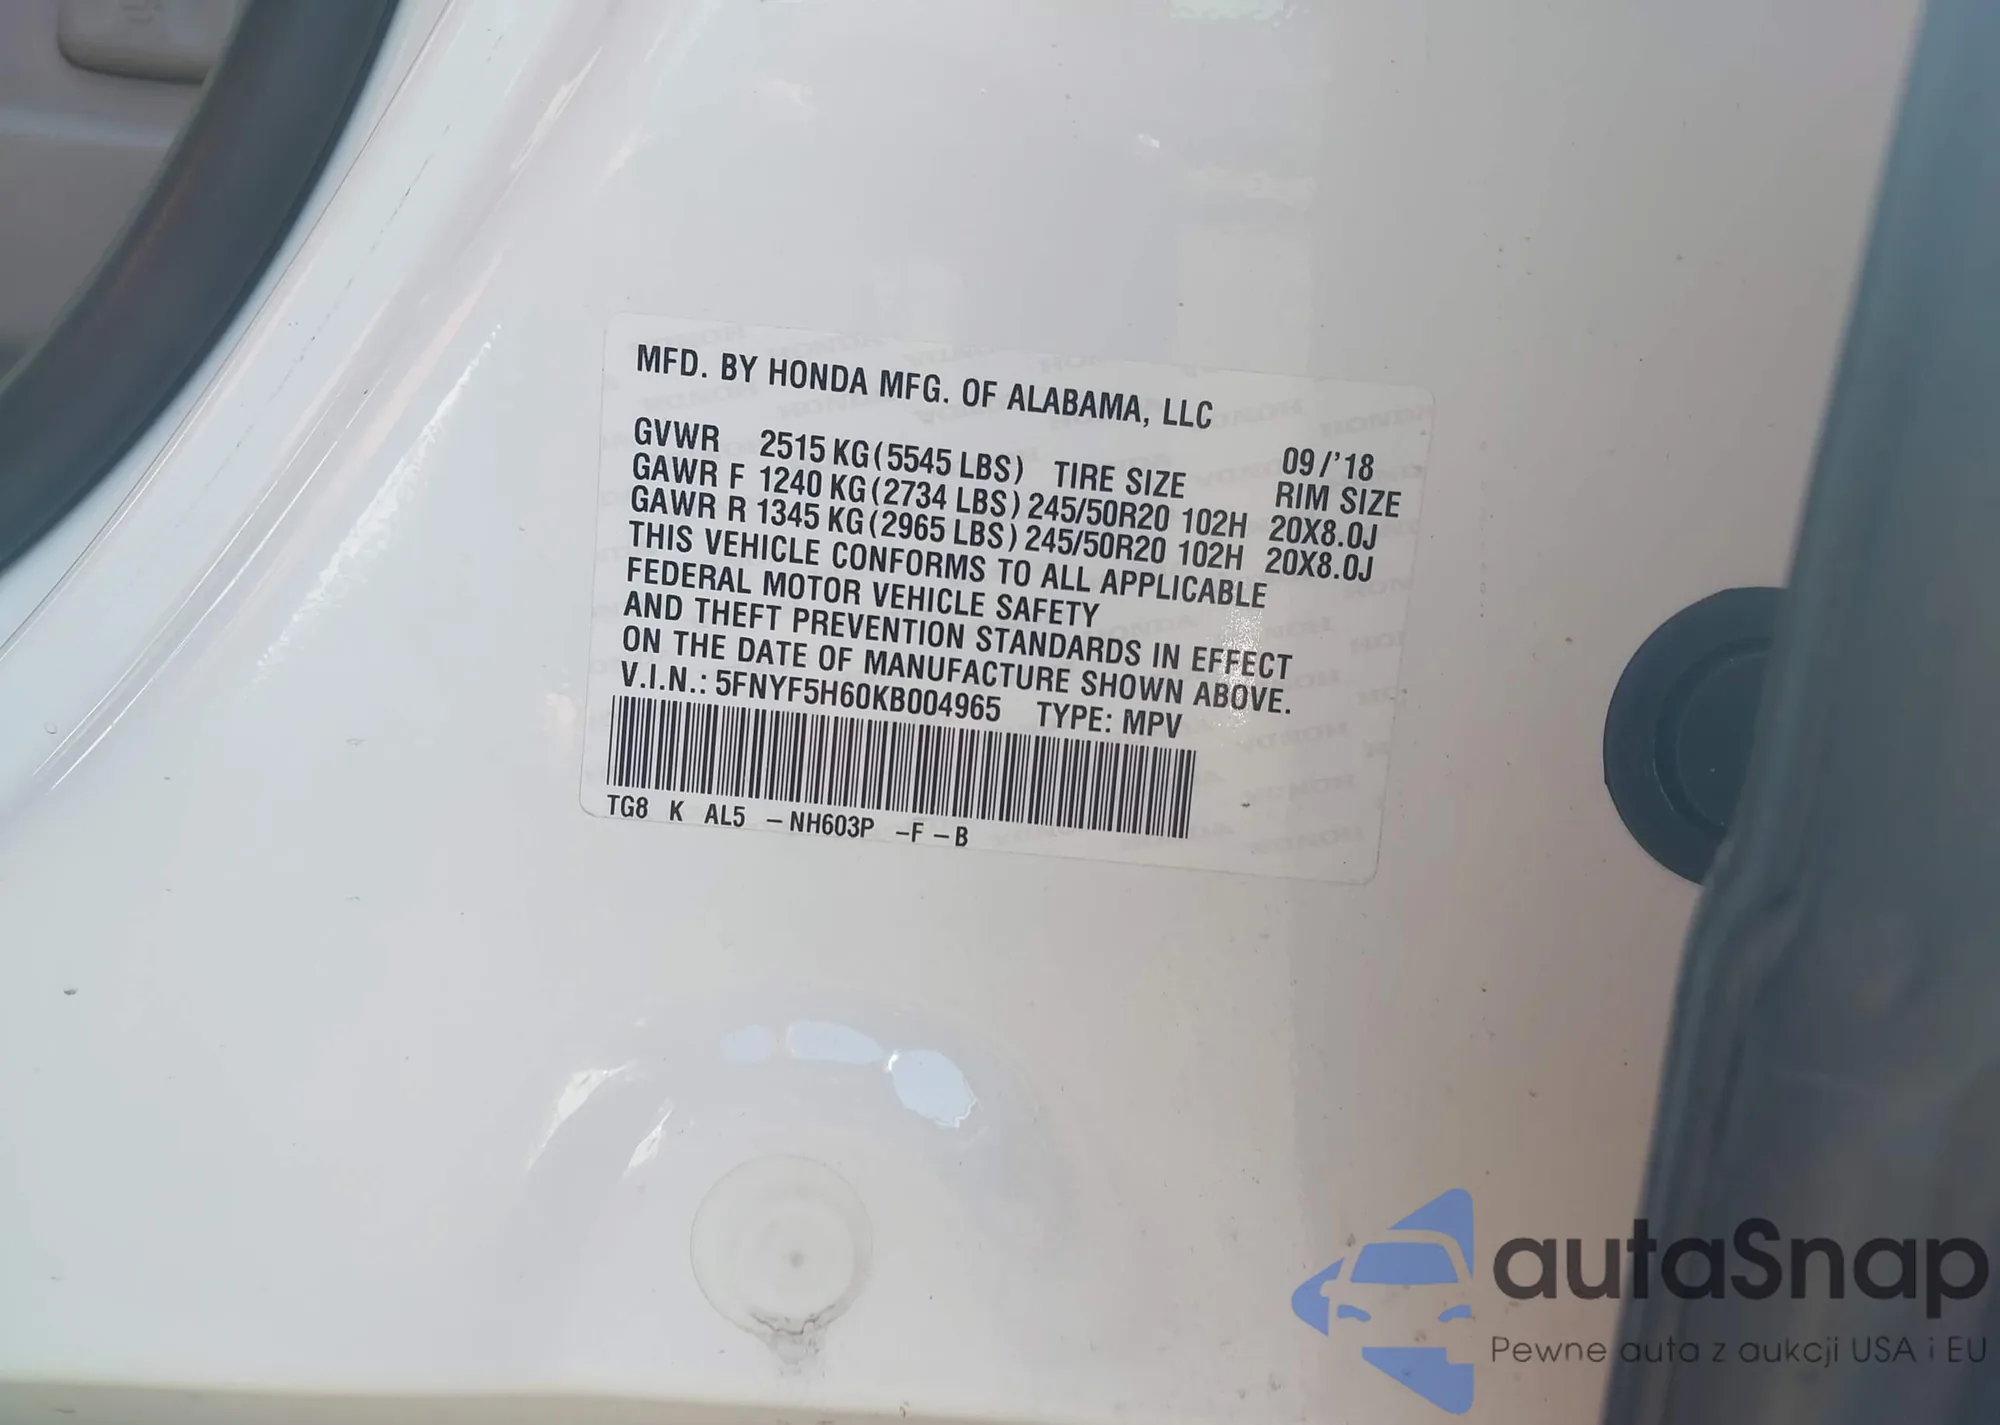 MFD. BY HONDA MFG. OF ALABAMA, LLC
09/'18
GVWR 2515 KG (5545 LBS) TIRE SIZE RIM SIZE
GAWR F 1240 KG (2734 LBS) 245/50R20 102H 20X8.0J
GAWR R 1345 KG (2965 LBS) 245/50R20 102H 20X8.0J
THIS VEHICLE CONFORMS TO ALL APPLICABLE
FEDERAL MOTOR VEHICLE SAFETY
AND THEFT PREVENTION STANDARDS IN EFFECT
ON THE DATE OF MANUFACTURE SHOWN ABOVE.
V.I.N.: 5FNYF5H60KB004965 TYPE: MPV
TG8 K AL5 -NH603P -F -B
autaSnap
Pewne auta z aukcji USA i EU